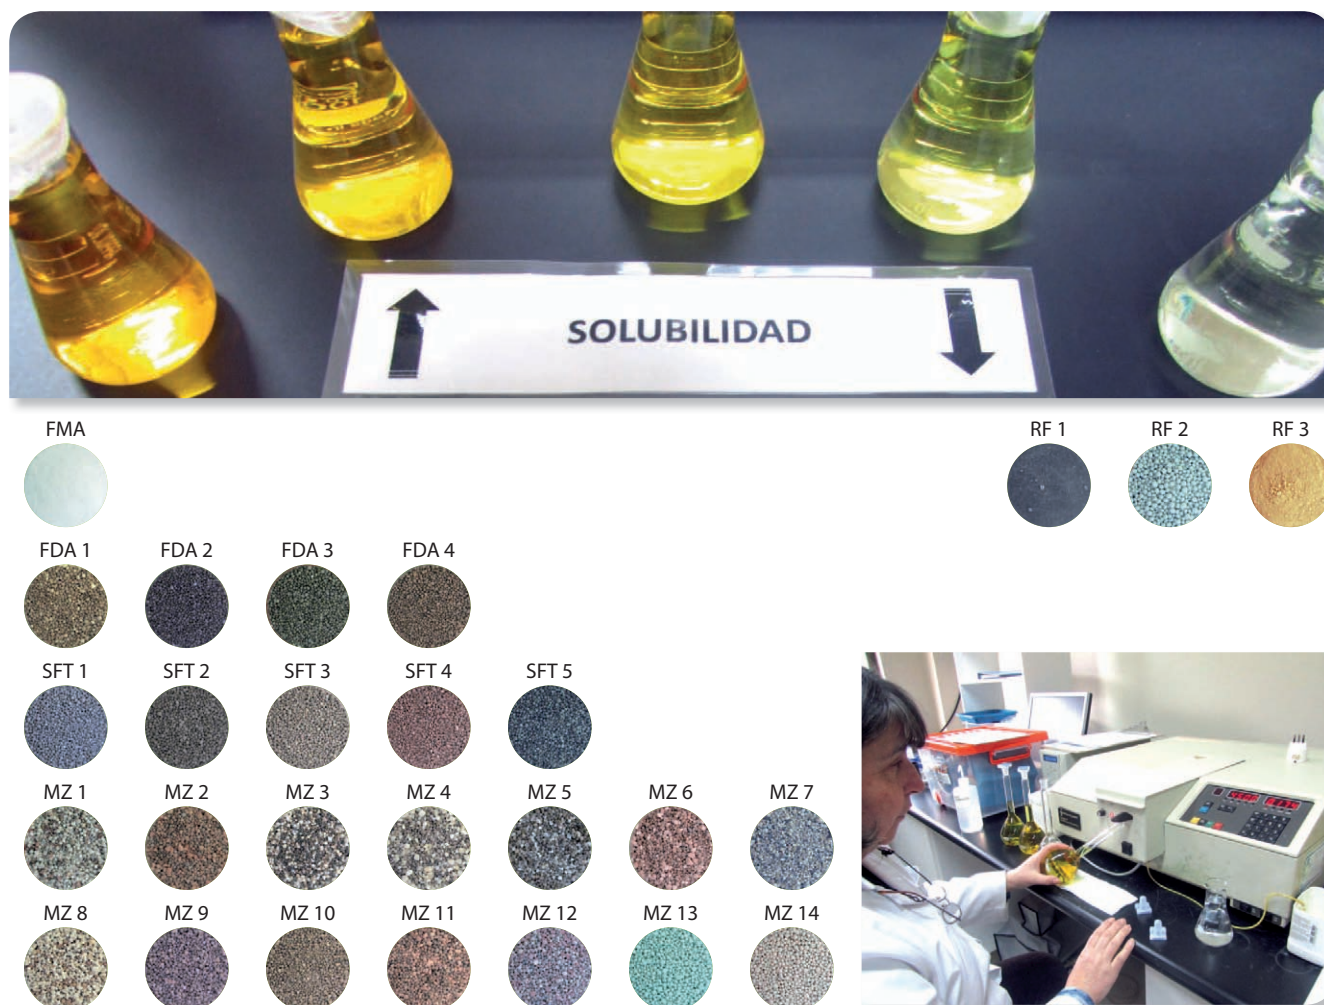 SOLUBILIDAD
FMA
RF 1 RF 2 RF 3
FDA 1 FDA 2 FDA 3 FDA 4
SFT 1 SFT 2 SFT 3 SFT 4 SFT 5
MZ 1 MZ 2 MZ 3 MZ 4 MZ 5 MZ 6 MZ 7
MZ 8 MZ 9 MZ 10 MZ 11 MZ 12 MZ 13 MZ 14